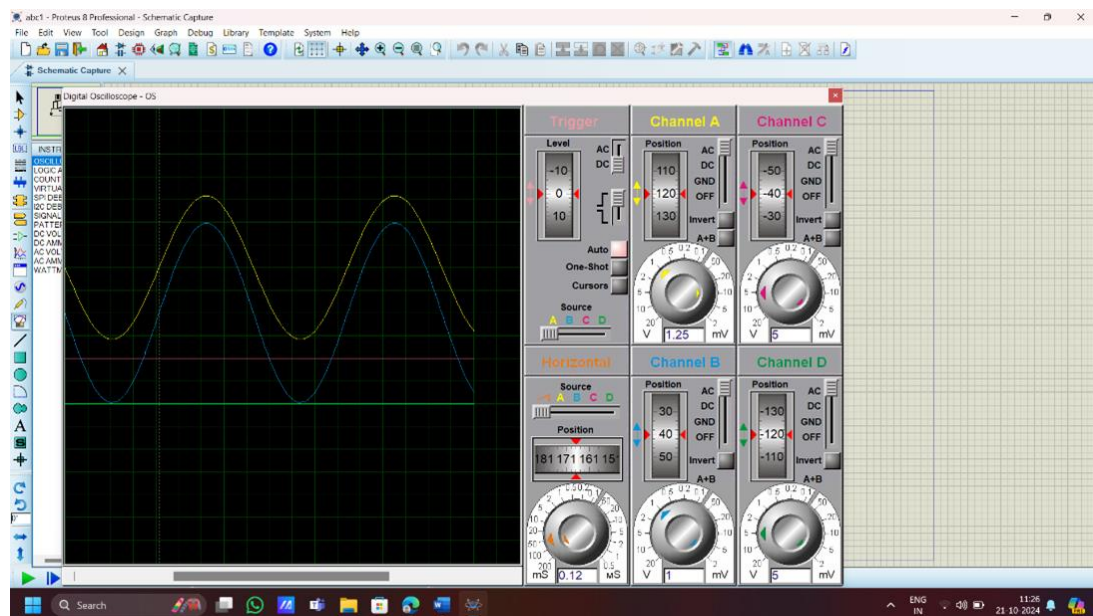 abc1 - Proteus 8 Professional - Schematic Capture
File Edit View Tool Design Graph Debug Library Template System Help
Schematic Capture
Digital Oscilloscope - OS
INSTR
OSCILLO
LOGIC A
COUNT
VIRTUA
SPI DEB
I2C DEB
SIGNAL
PATTER
DC VOL
DC AMM
AC VOL
AC AMM
WATTM
Trigger
Level
AC
DC
-10
0
10
Auto
One-Shot
Cursors
Source
A B C D
Channel A
Position
AC
DC
GND
OFF
110
120
130
Invert
A+B
V 1.25 mV
Channel C
Position
AC
DC
GND
OFF
-50
-40
-30
Invert
A+B
V 5 mV
Horizontal
Source
A B C D
Position
181 171 161 15
200 0.5
mS 0.12 µS
Channel B
Position
AC
DC
GND
OFF
30
40
50
Invert
A+B
V 1 mV
Channel D
Position
AC
DC
GND
OFF
-130
-120
-110
Invert
A+B
V 5 mV
Search
ENG
IN
11:26
21-10-2024